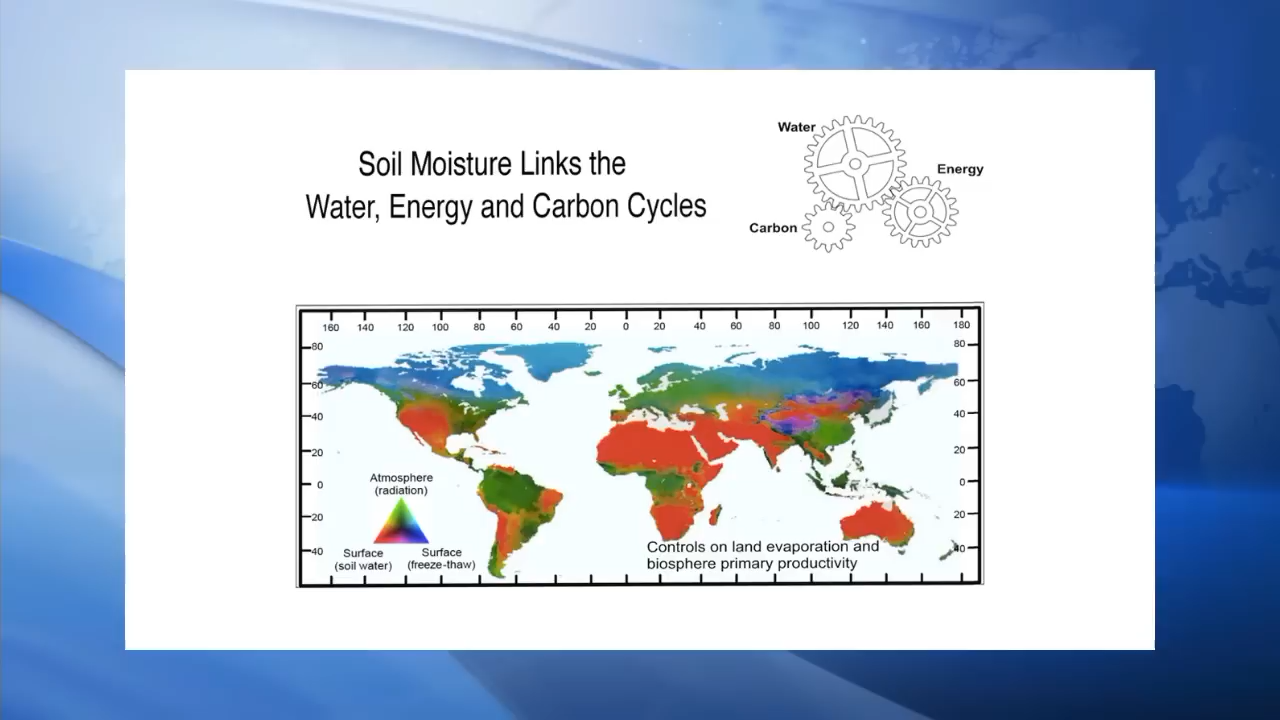 Soil Moisture Links the
Water, Energy and Carbon Cycles
Water
Energy
Carbon
160 140 120 100 80 60 40 20 0 20 40 60 80 100 120 140 160 180
80 80
60 60
40 40
20 20
0 0
20 20
40 40
Atmosphere
(radiation)
Surface
(soil water)
Surface
(freeze-thaw)
Controls on land evaporation and
biosphere primary productivity